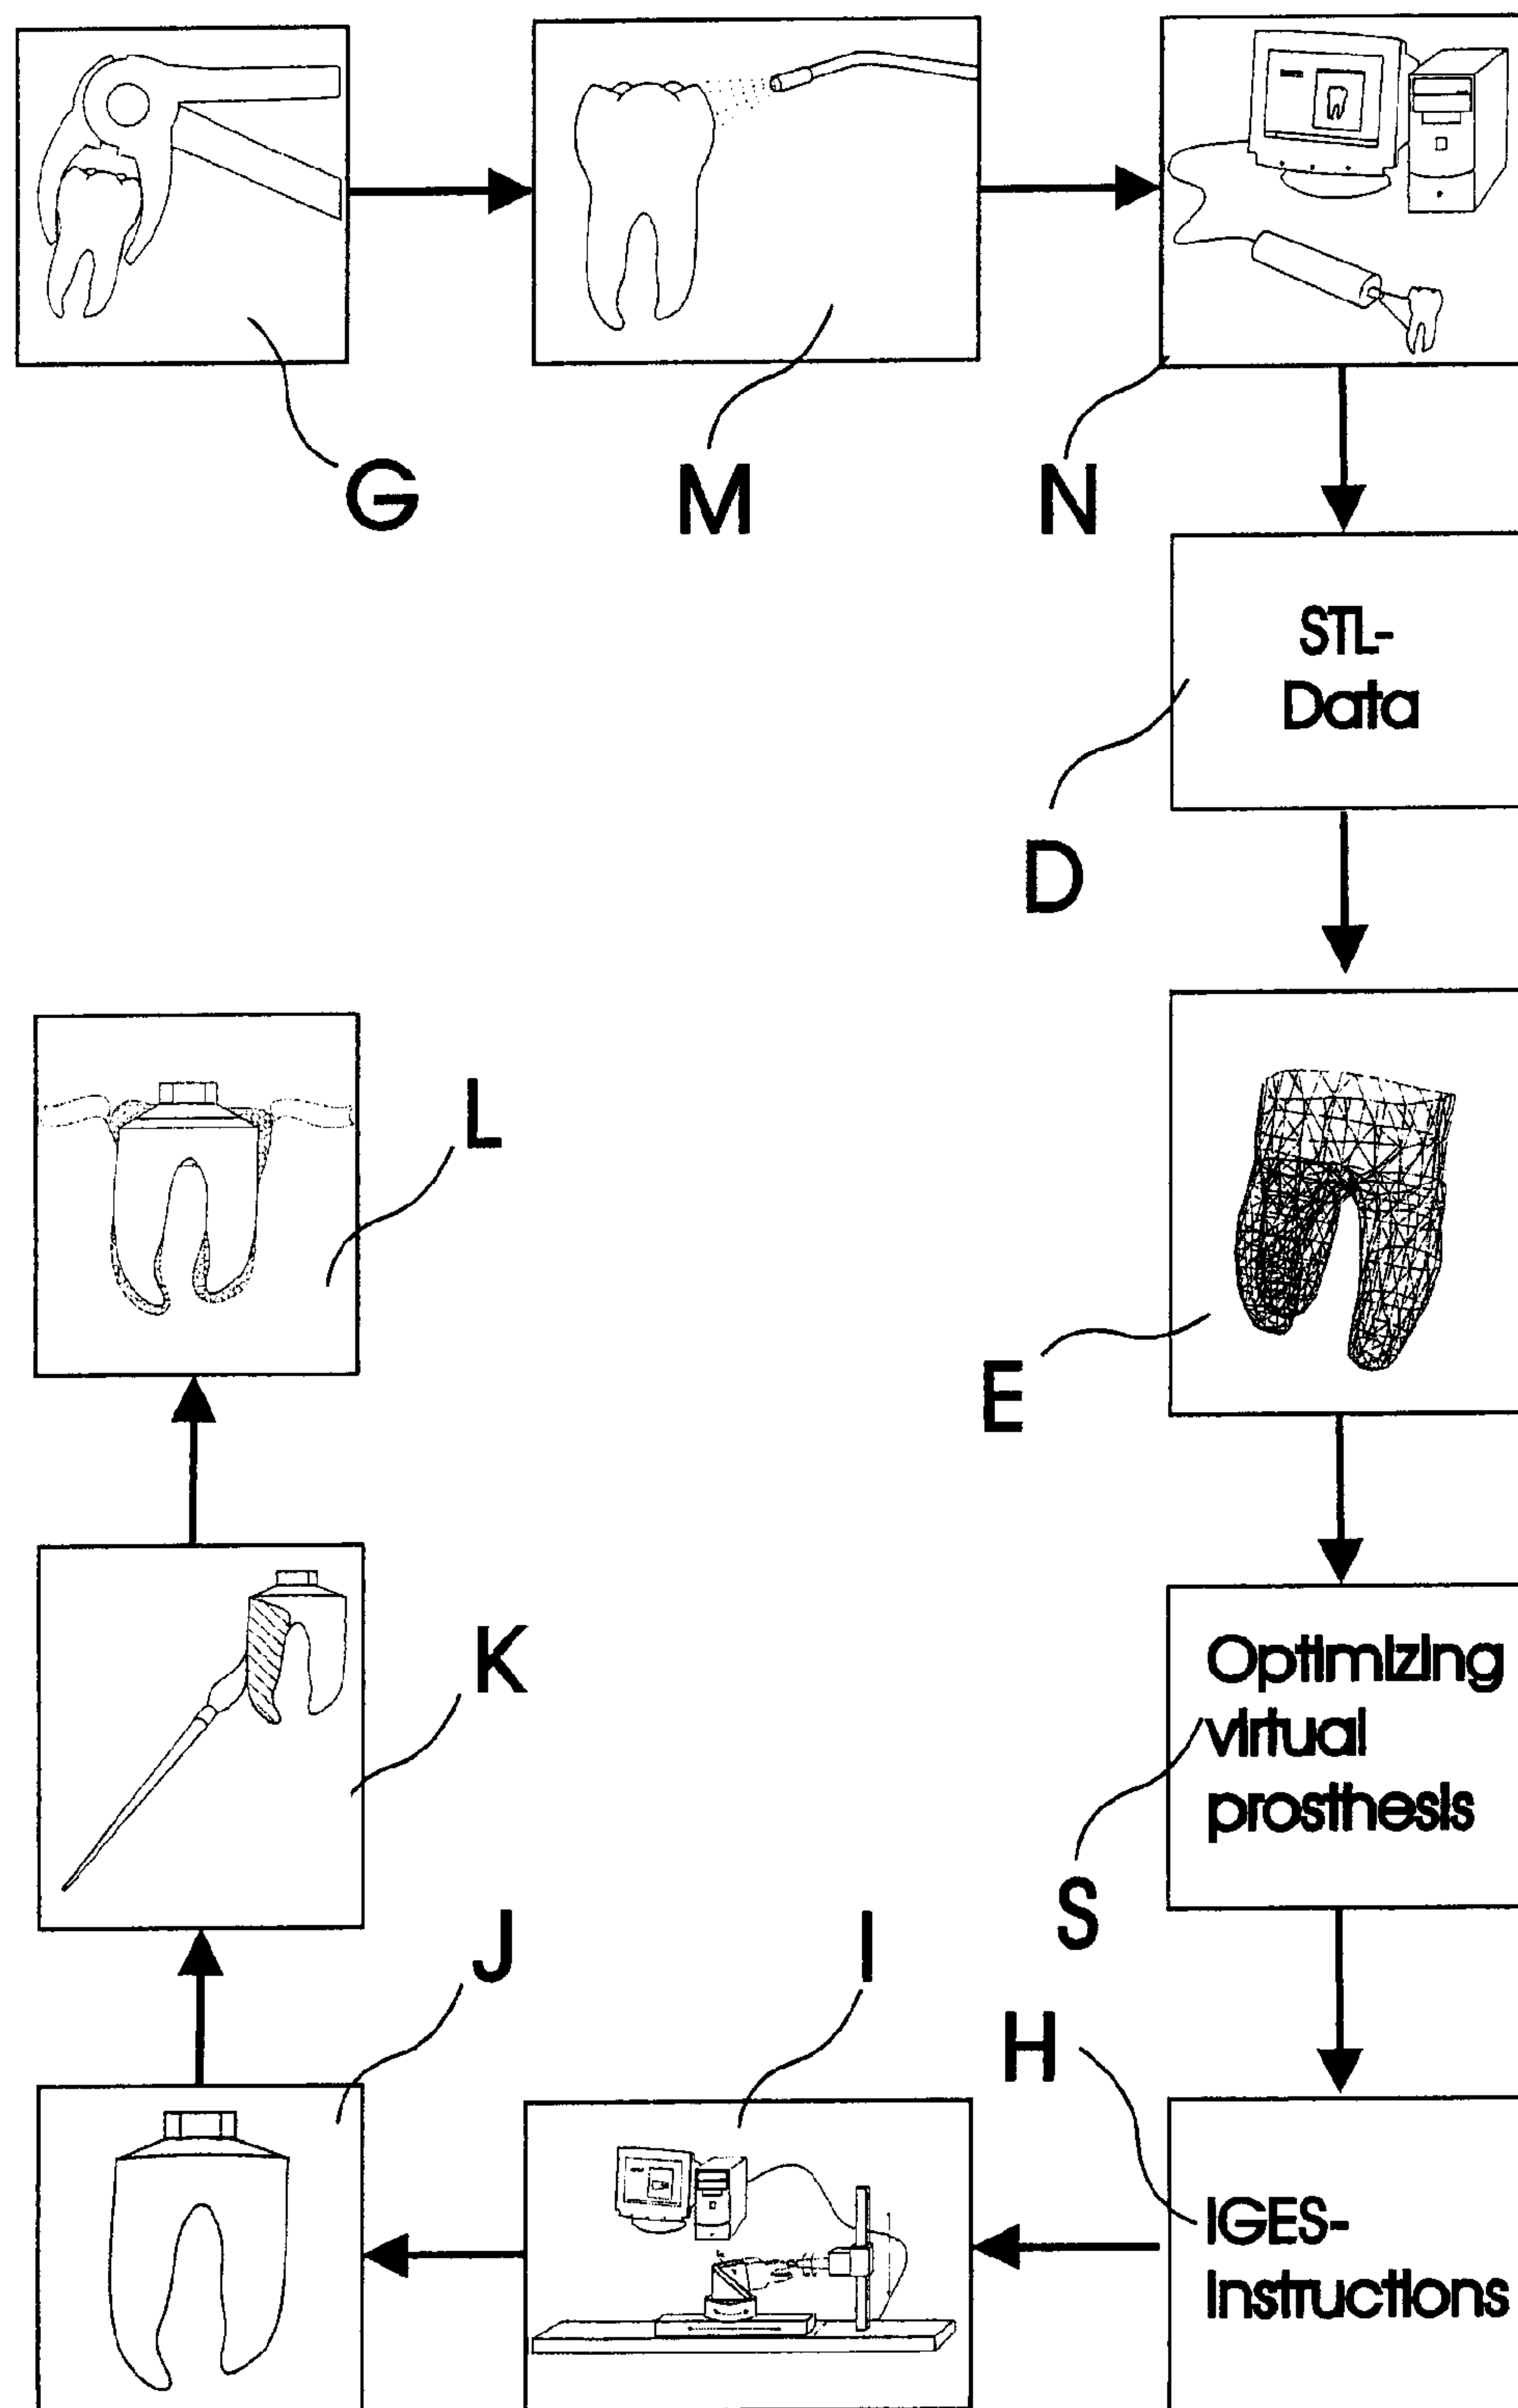 G
M
N
STL-
Data
D
L
E
K
Optimizing
virtual
prosthesis
S
J
I
H
IGES-
Instructions